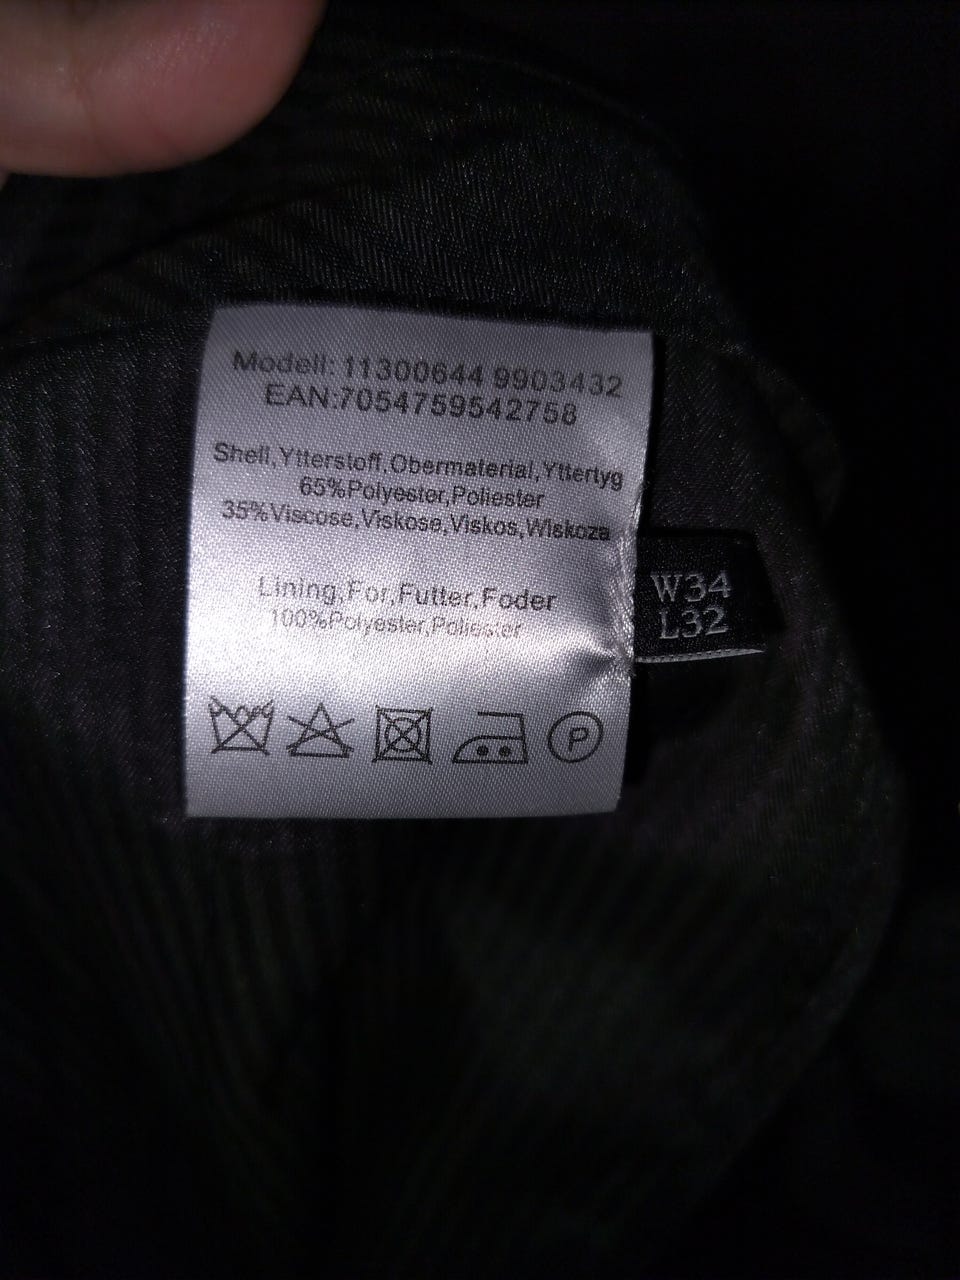 Modell: 11300644 9903432
EAN:7054759542758
Shell,Ytterstoff,Obermaterial,Yttertyg
65%Polyester,Poliester
35%Viscose,Viskose,Viskos,Wiskoza
Lining,For,Futter,Foder
100%Polyester,Poliester
P
W34
L32